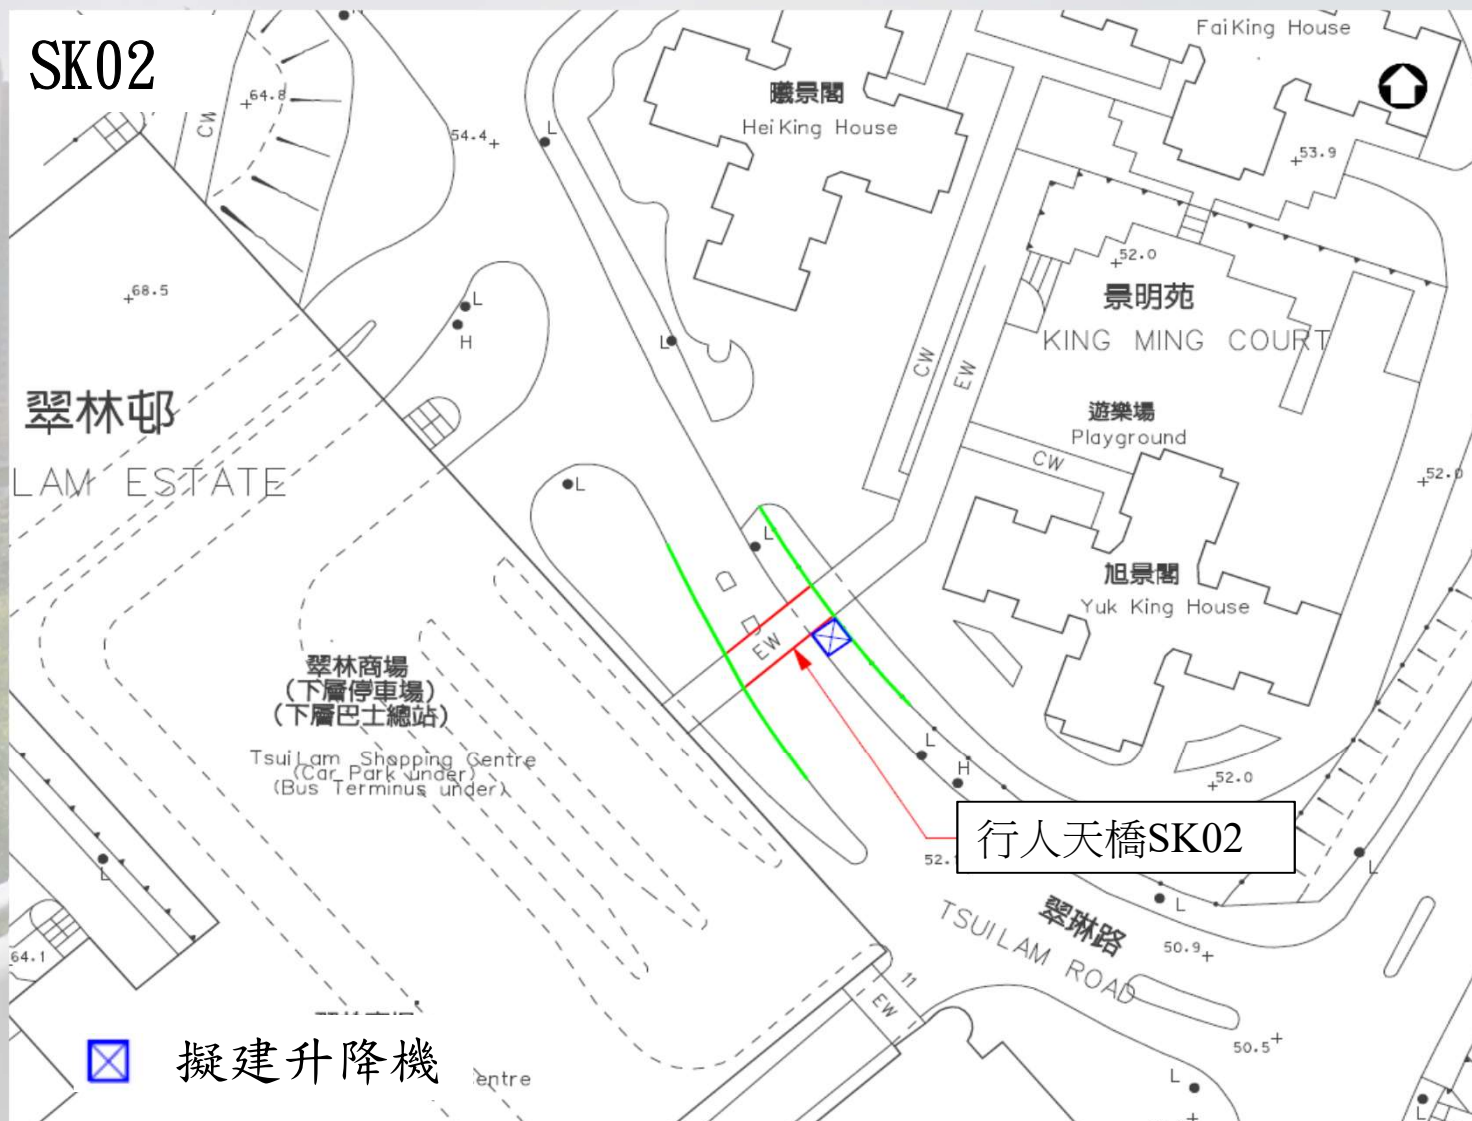 SK02
FaiKing House
曦景閣
HeiKing House
CW
64.8
54.4
L
53.9
68.5
L
H
L
52.0
景明苑
KING MING COURT
CW
EW
翠林邨
LAM ESTATE
遊樂場
Playground
CW
L
52.0
L
旭景閣
Yuk King House
EW
翠林商場
(下層停車場)
(下層巴士總站)
TsuiLam Shopping Centre
(Car Park under)
(Bus Terminus under)
L
H
52.0
行人天橋SK02
52.
L
L
L
翠琳路
TSUI LAM ROAD
50.9
64.1
11
EW
50.5
L
L
擬建升降機
entre